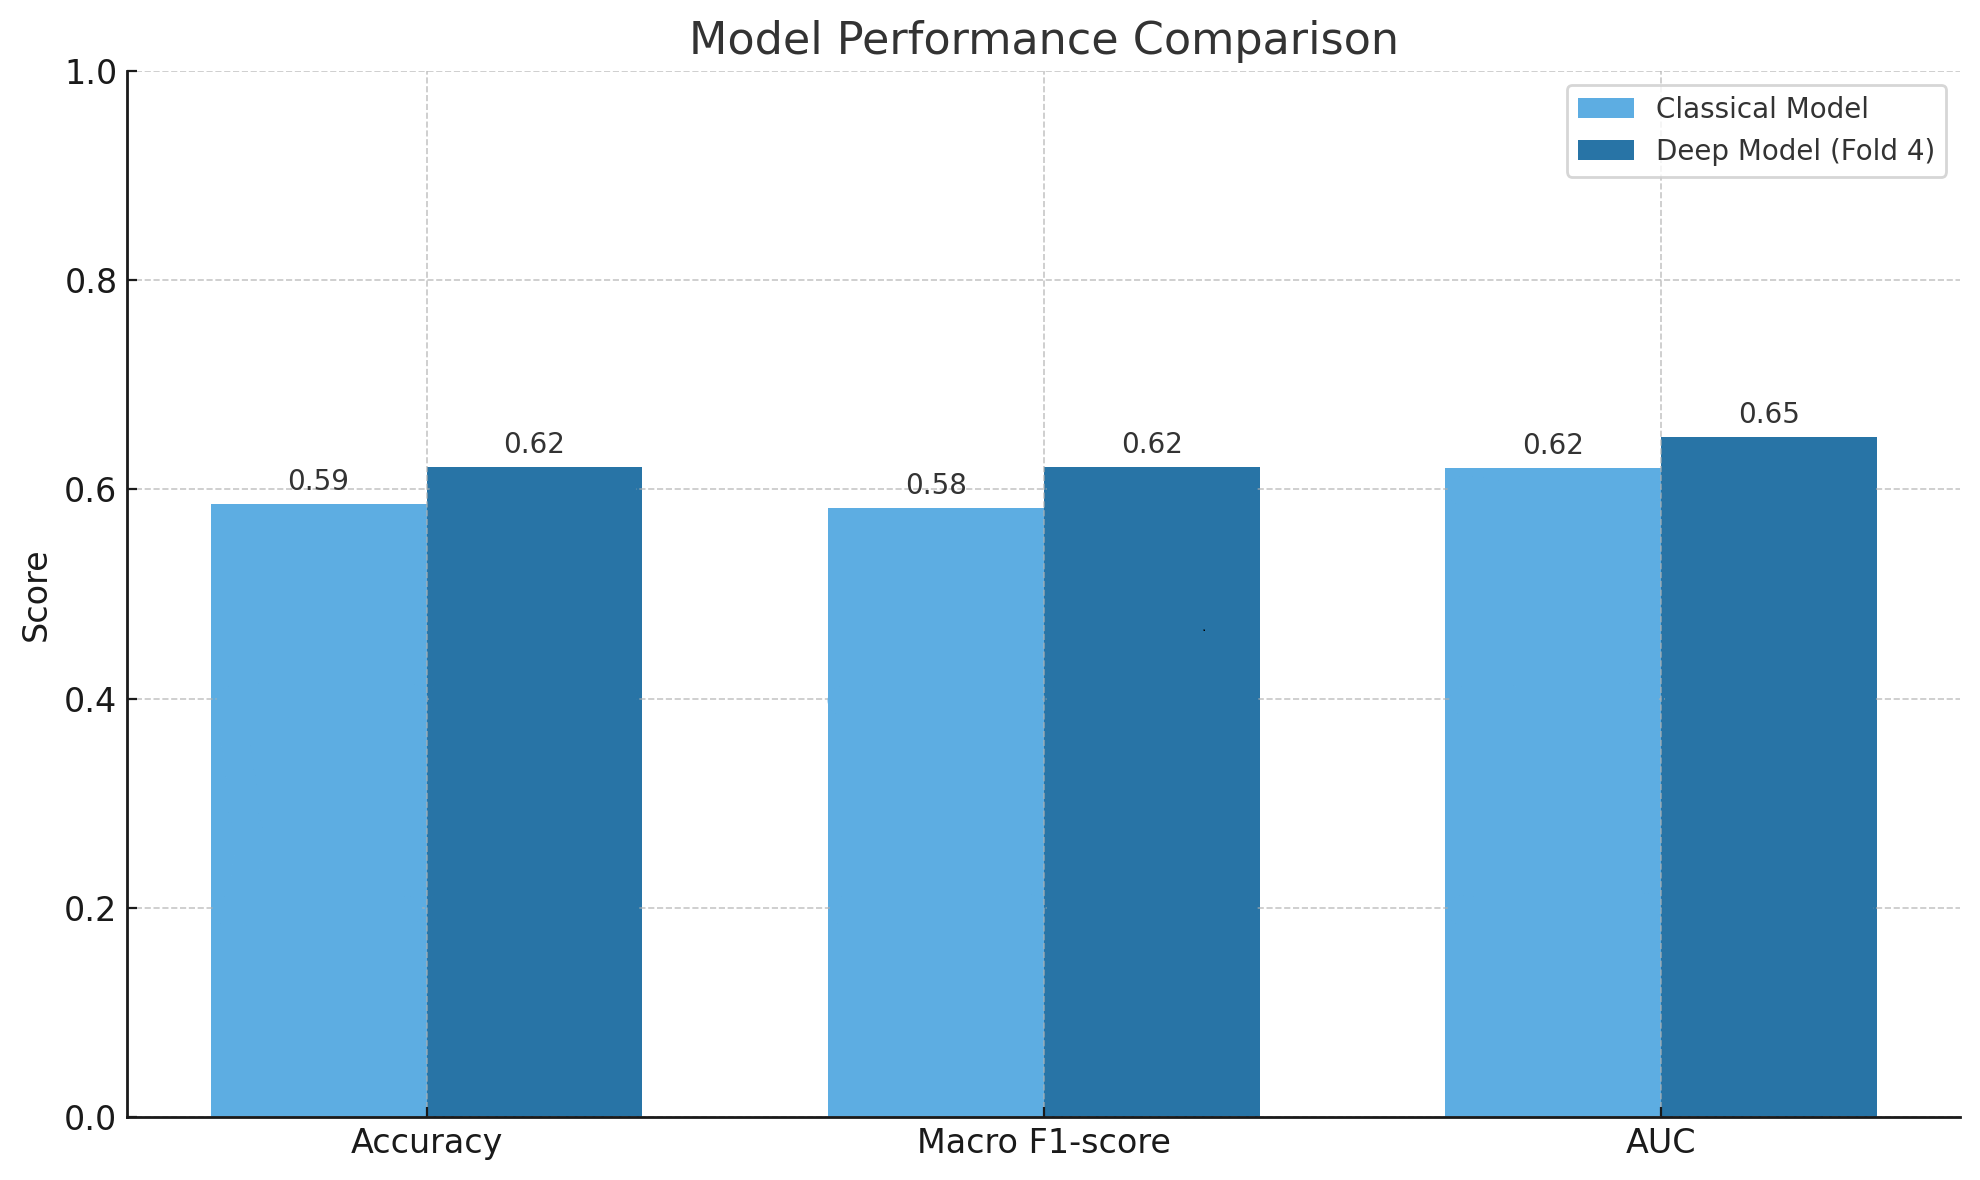 Model Performance Comparison
Classical Model
Deep Model (Fold 4)
1.0
0.8
0.6
0.4
0.2
0.0
Score
0.59
0.62
0.58
0.62
0.62
0.65
Accuracy
Macro F1-score
AUC